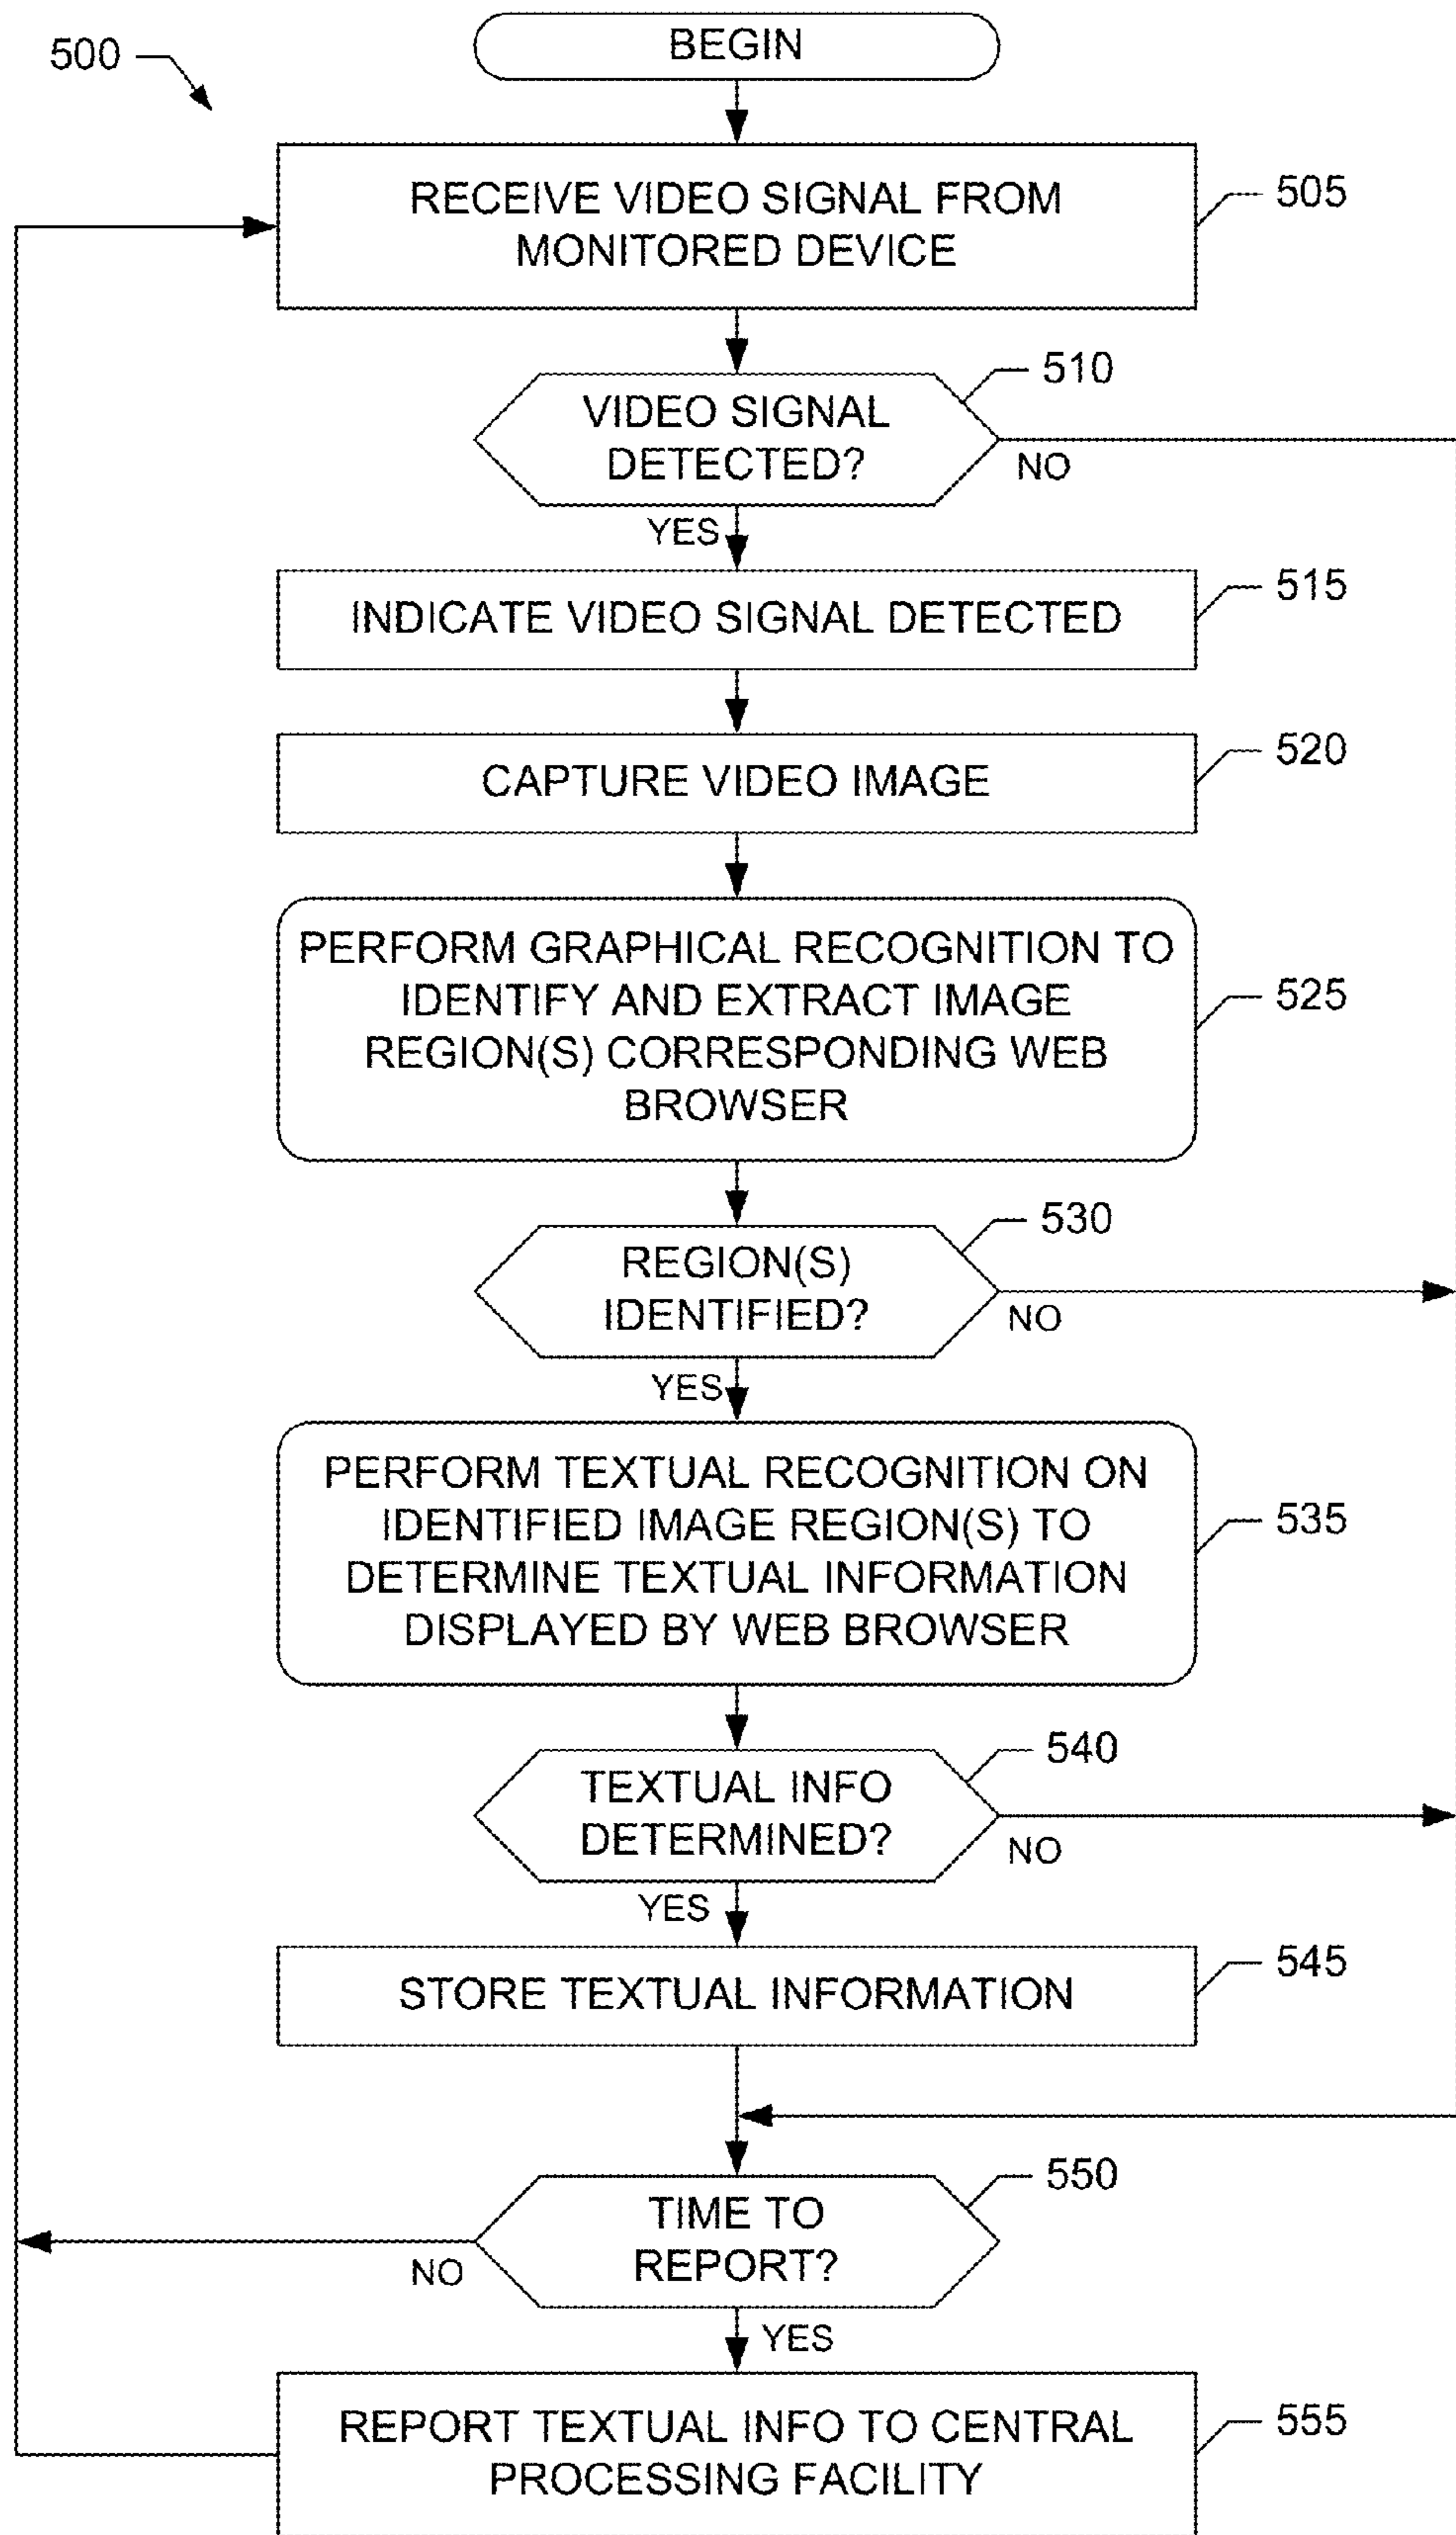 500
BEGIN
RECEIVE VIDEO SIGNAL FROM
MONITORED DEVICE
505
VIDEO SIGNAL
DETECTED?
510
NO
YES
INDICATE VIDEO SIGNAL DETECTED
515
CAPTURE VIDEO IMAGE
520
PERFORM GRAPHICAL RECOGNITION TO
IDENTIFY AND EXTRACT IMAGE
REGION(S) CORRESPONDING WEB
BROWSER
525
REGION(S)
IDENTIFIED?
530
NO
YES
PERFORM TEXTUAL RECOGNITION ON
IDENTIFIED IMAGE REGION(S) TO
DETERMINE TEXTUAL INFORMATION
DISPLAYED BY WEB BROWSER
535
TEXTUAL INFO
DETERMINED?
540
NO
YES
STORE TEXTUAL INFORMATION
545
TIME TO
REPORT?
550
NO
YES
REPORT TEXTUAL INFO TO CENTRAL
PROCESSING FACILITY
555